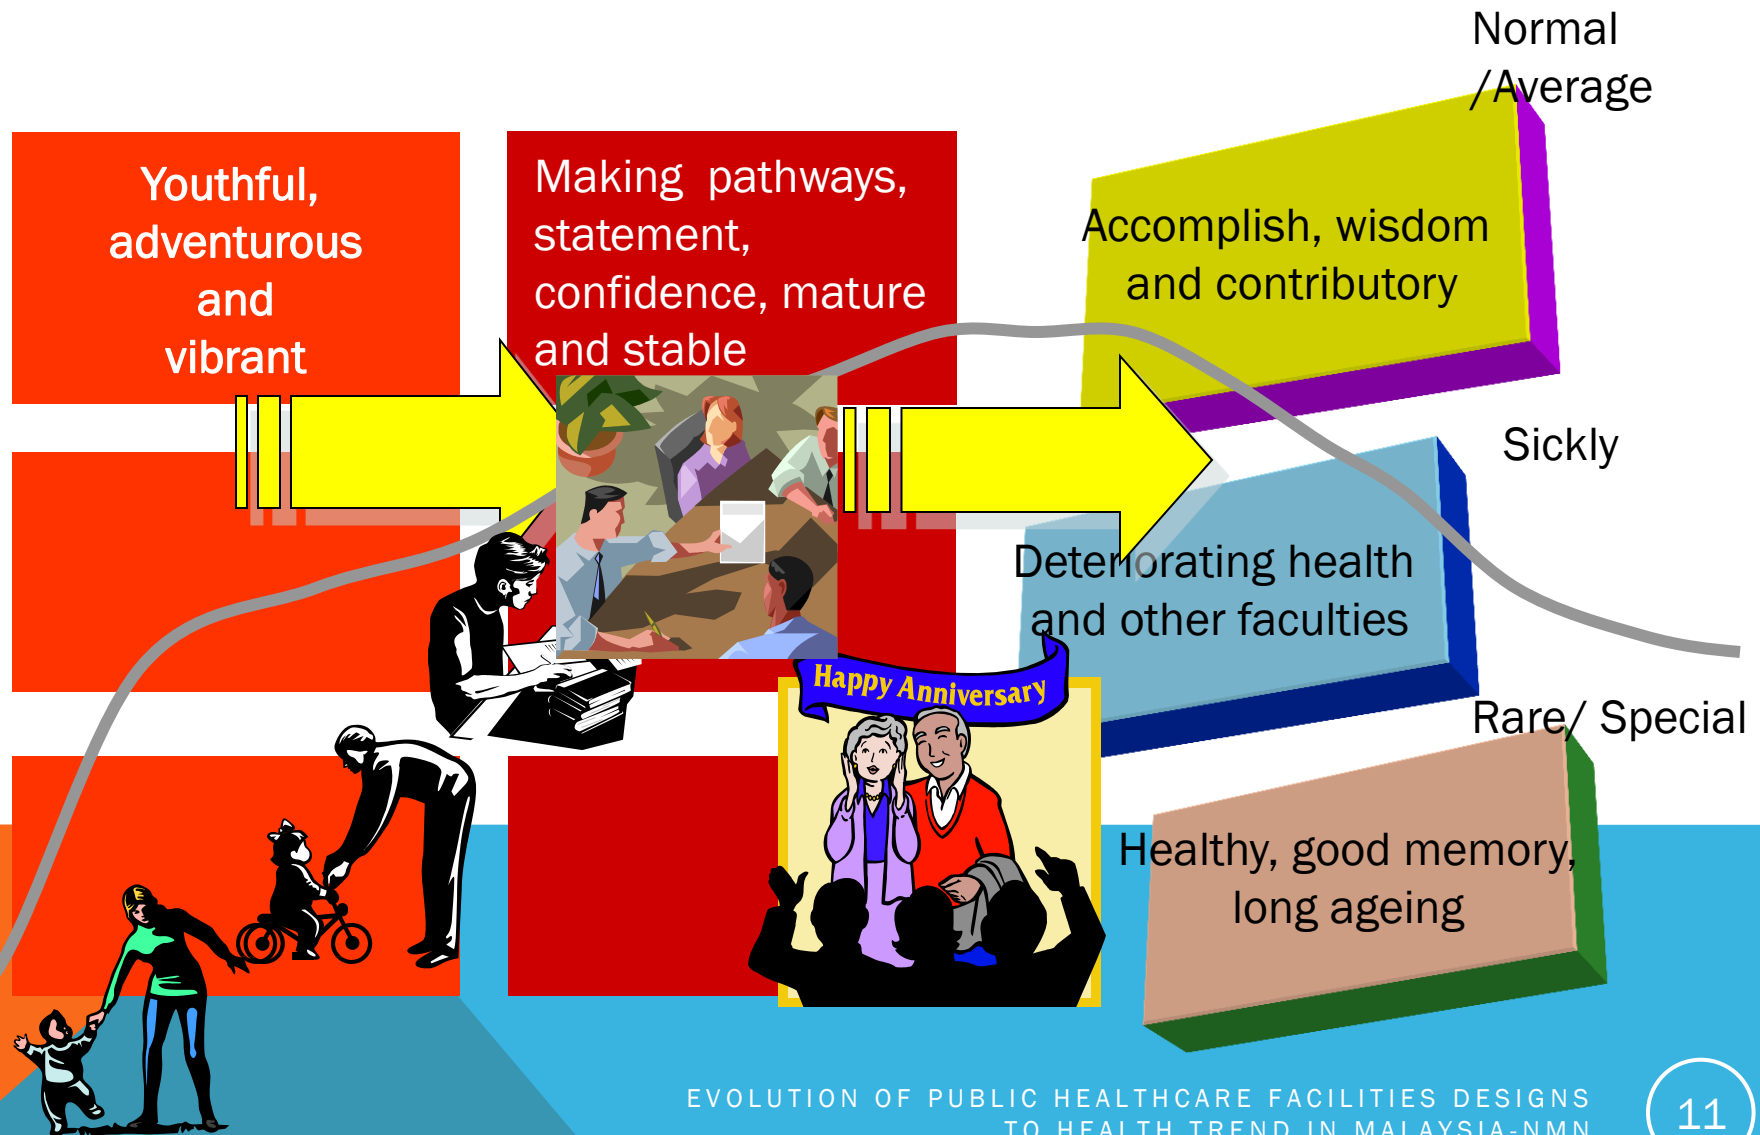 Normal
/Average
Youthful,
adventurous
and
vibrant
Making pathways,
statement,
confidence, mature
and stable
Accomplish, wisdom
and contributory
Sickly
Deteriorating health
and other faculties
Happy Anniversary
Rare/ Special
Healthy, good memory,
long ageing
EVOLUTION OF PUBLIC HEALTHCARE FACILITIES DESIGNS
TO HEALTH TREND IN MALAYSIA-NMN
11